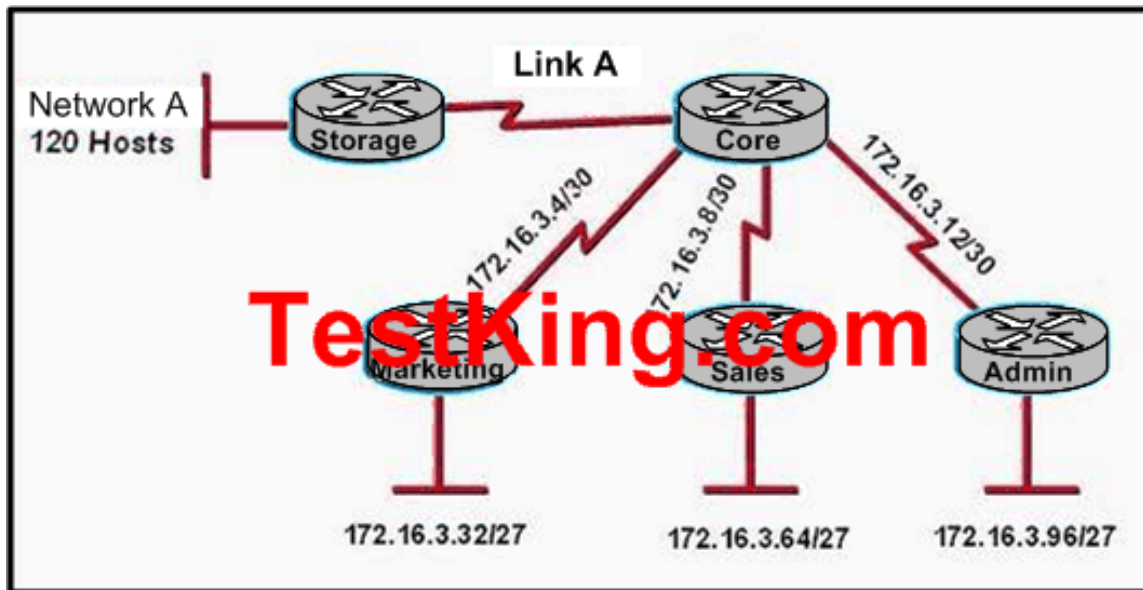 Link A
Network A
120 Hosts
Storage
Core
172.16.3.4/30
172.16.3.8/30
172.16.3.12/30
TestKing.com
Marketing
Sales
Admin
172.16.3.32/27
172.16.3.64/27
172.16.3.96/27